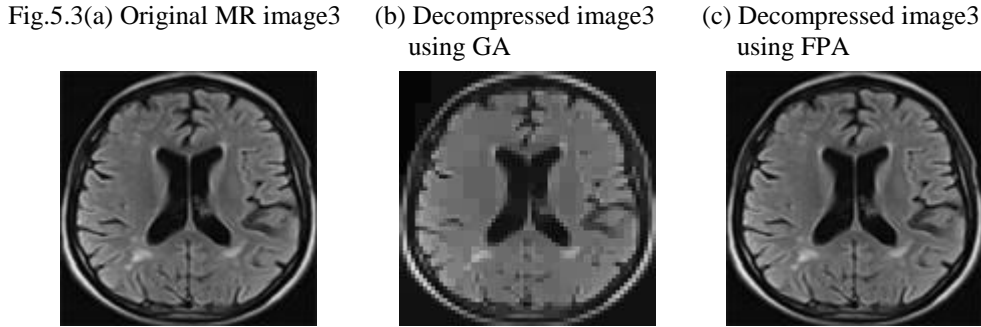 Fig.5.3(a) Original MR image3
(b) Decompressed image3
using GA
(c) Decompressed image3
using FPA